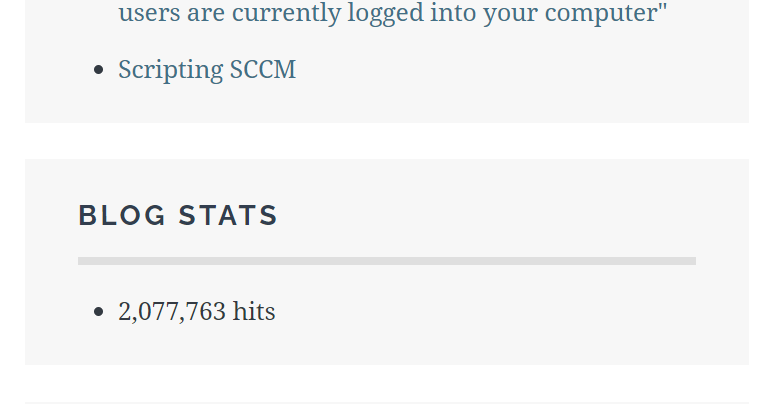 users are currently logged into your computer"
Scripting SCCM
BLOG STATS
2,077,763 hits